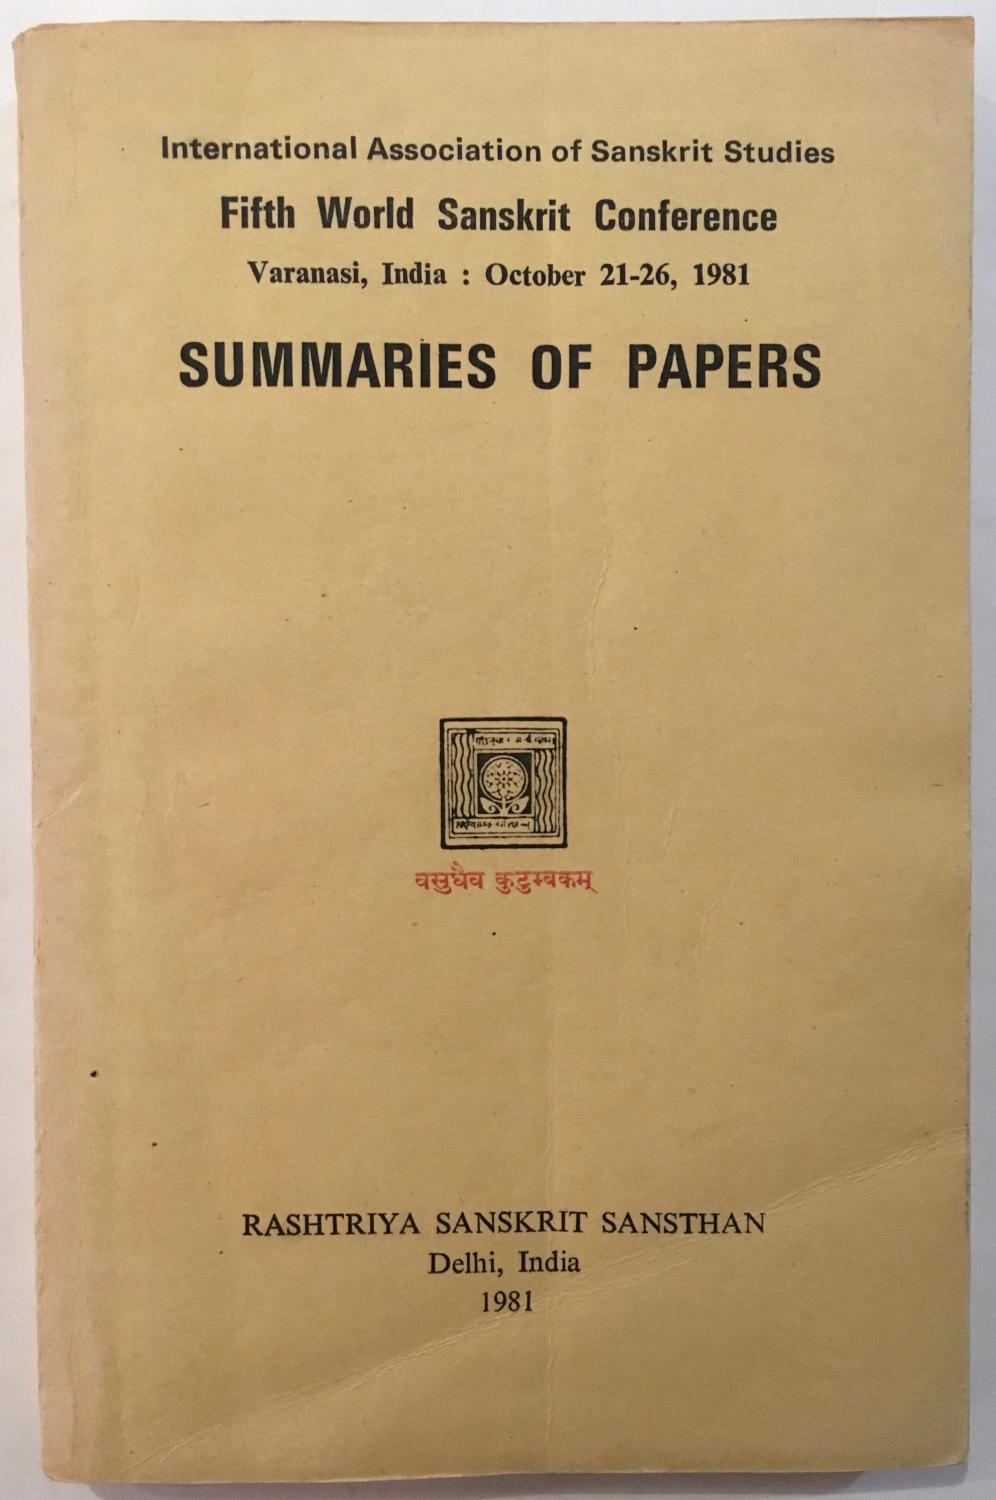 International Association of Sanskrit Studies
Fifth World Sanskrit Conference
Varanasi, India : October 21-26, 1981
SUMMARIES OF PAPERS
वसुधैव कुटुम्बकम्
RASHTRIYA SANSKRIT SANSTHAN
Delhi, India
1981